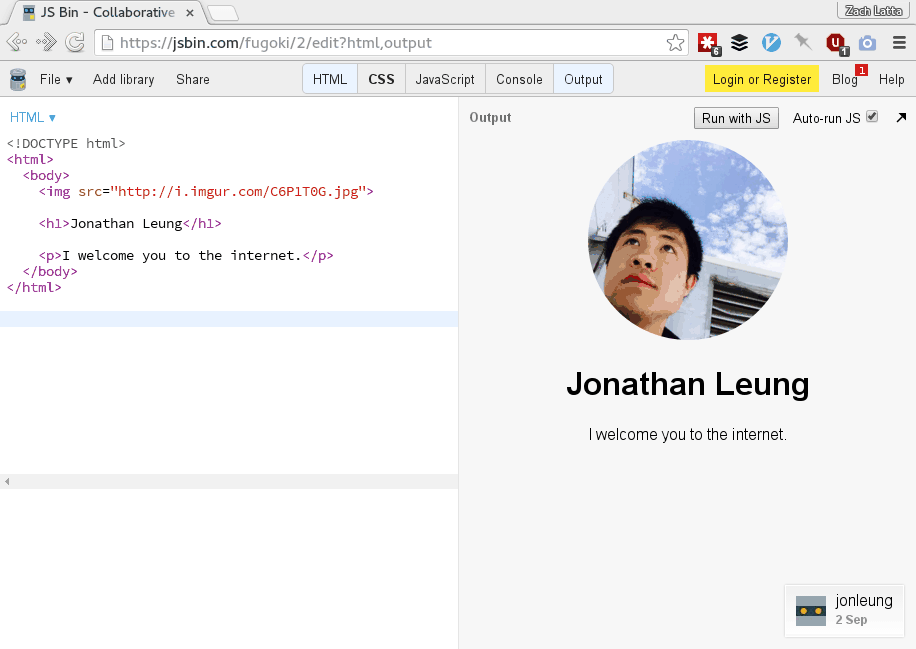 JS Bin - Collaborative
Zach Latta
https://jsbin.com/fugoki/2/edit?html,output
6
1
File ▾ Add library Share HTML CSS JavaScript Console Output Login or Register Blog 1 Help
HTML ▾
Output Run with JS Auto-run JS
<!DOCTYPE html>
<html>
<body>
<img src="http://i.imgur.com/C6P1T0G.jpg">
<h1>Jonathan Leung</h1>
<p>I welcome you to the internet.</p>
</body>
</html>
Jonathan Leung
I welcome you to the internet.
jonleung
2 Sep